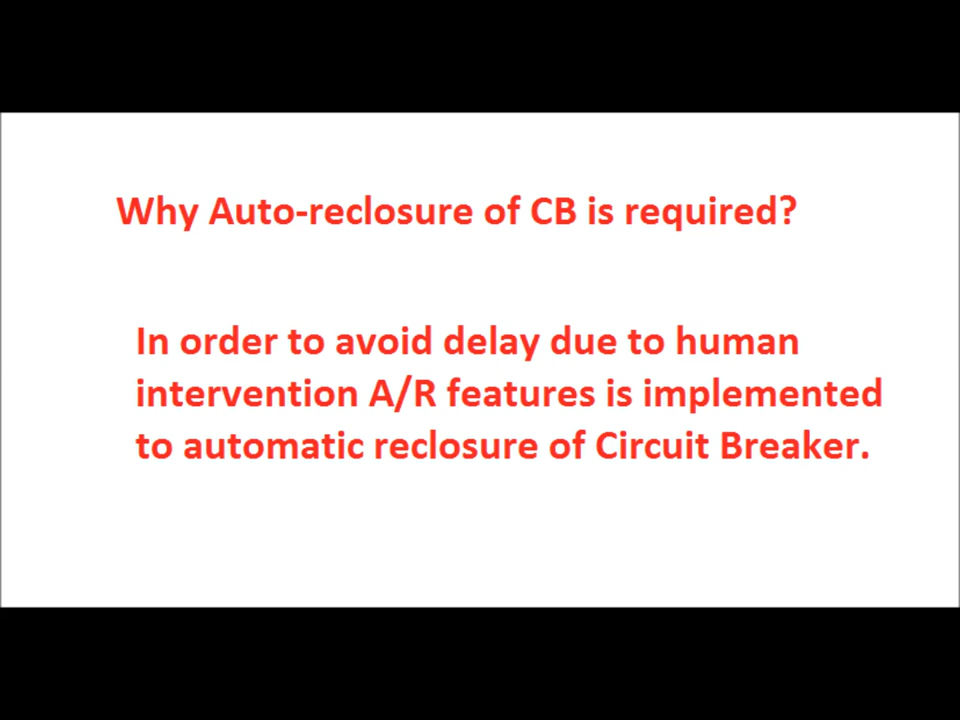 Why Auto-reclosure of CB is required?
In order to avoid delay due to human
intervention A/R features is implemented
to automatic reclosure of Circuit Breaker.